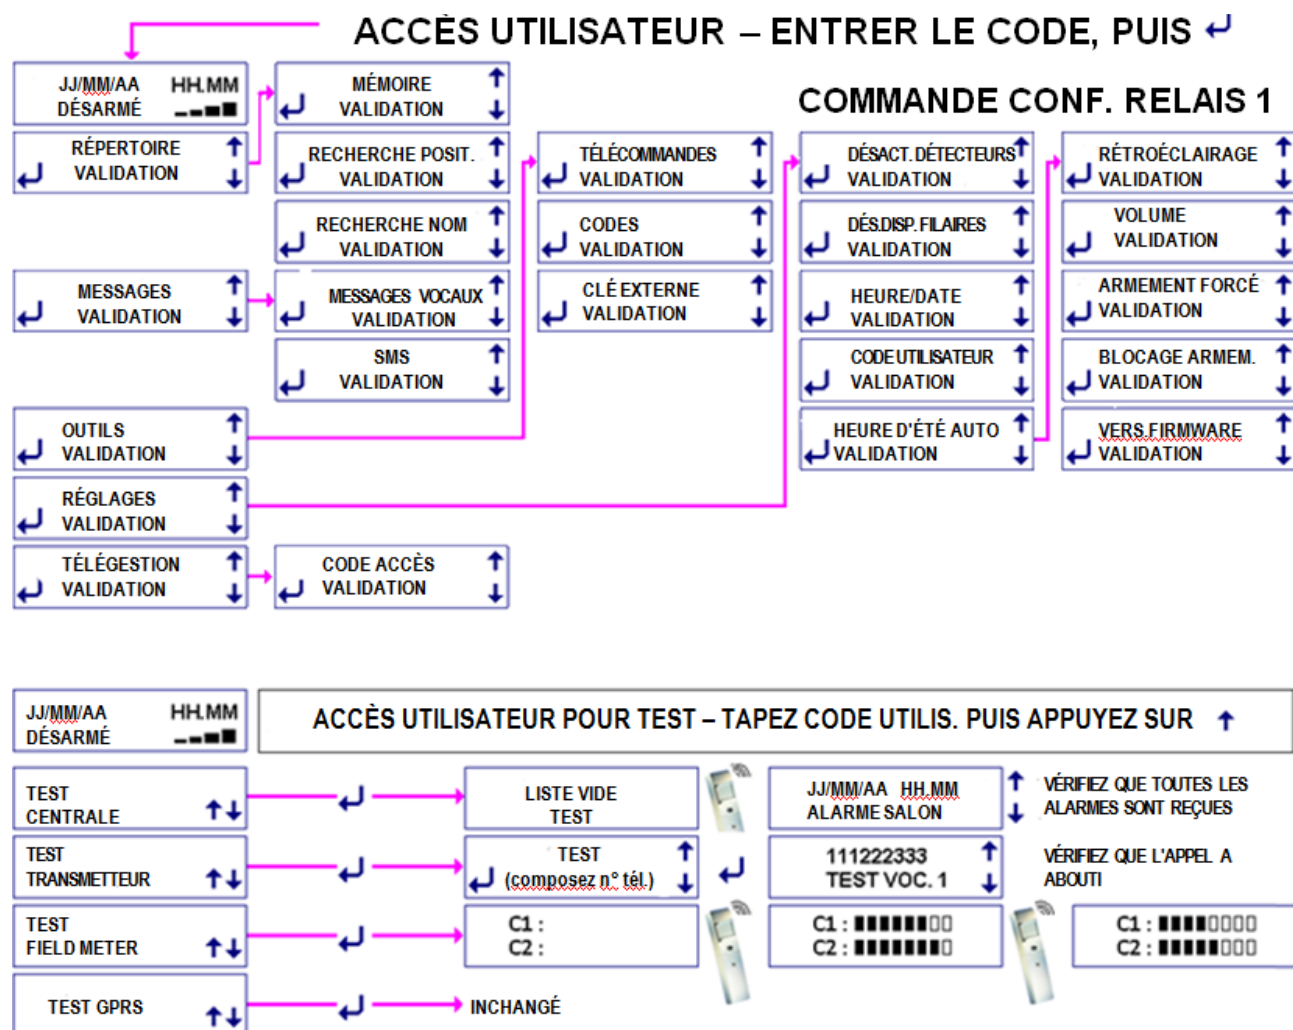 ACCÈS UTILISATEUR – ENTRER LE CODE, PUIS
JJ/MM/AA HH.MM
DÉSARMÉ
MÉMOIRE
VALIDATION
COMMANDE CONF. RELAIS 1
RÉPERTOIRE
VALIDATION
RECHERCHE POSIT.
VALIDATION
TÉLÉCOMMANDES
VALIDATION
DÉSACT. DÉTECTEURS
VALIDATION
RÉTROÉCLAIRAGE
VALIDATION
RECHERCHE NOM
VALIDATION
CODES
VALIDATION
DÉS.DISP. FILAIRES
VALIDATION
VOLUME
VALIDATION
MESSAGES
VALIDATION
MESSAGES VOCAUX
VALIDATION
CLÉ EXTERNE
VALIDATION
HEURE/DATE
VALIDATION
ARMEMENT FORCÉ
VALIDATION
SMS
VALIDATION
CODE UTILISATEUR
VALIDATION
BLOCAGE ARMEM.
VALIDATION
OUTILS
VALIDATION
HEURE D'ÉTÉ AUTO
VALIDATION
VERS.FIRMWARE
VALIDATION
RÉGLAGES
VALIDATION
TÉLÉGESTION
VALIDATION
CODE ACCÈS
VALIDATION
JJ/MM/AA HH.MM
DÉSARMÉ
ACCÈS UTILISATEUR POUR TEST – TAPEZ CODE UTILIS. PUIS APPUYEZ SUR
TEST
CENTRALE
LISTE VIDE
TEST
JJ/MM/AA HH.MM
ALARME SALON
VÉRIFIEZ QUE TOUTES LES
ALARMES SONT REÇUES
TEST
TRANSMETTEUR
TEST
(composez n° tél.)
111222333
TEST VOC. 1
VÉRIFIEZ QUE L'APPEL A
ABOUTI
TEST
FIELD METER
C1 :
C2 :
C1 :
C2 :
C1 :
C2 :
TEST GPRS
INCHANGÉ